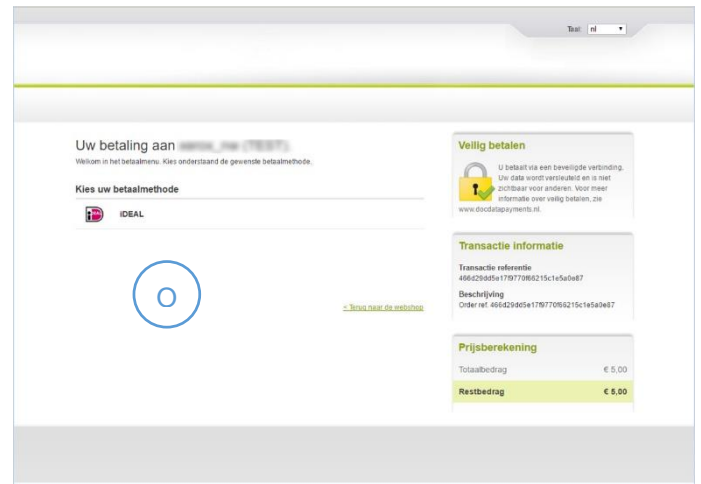 Taal: nl
Uw betaling aan
Welkom in het betaalmenu. Kies onderstaand de gewenste betaalmethode.
Kies uw betaalmethode
iDEAL
O
< Terug naar de webshop
Veilig betalen
U betaalt via een beveiligde verbinding.
Uw data wordt versleuteld en is niet
zichtbaar voor anderen. Voor meer
informatie over veilig betalen, zie
www.docdatapayments.nl.
Transactie informatie
Transactie referentie
Beschrijving
Order ref:
Prijsberekening
Totaalbedrag € 5,00
Restbedrag € 5,00